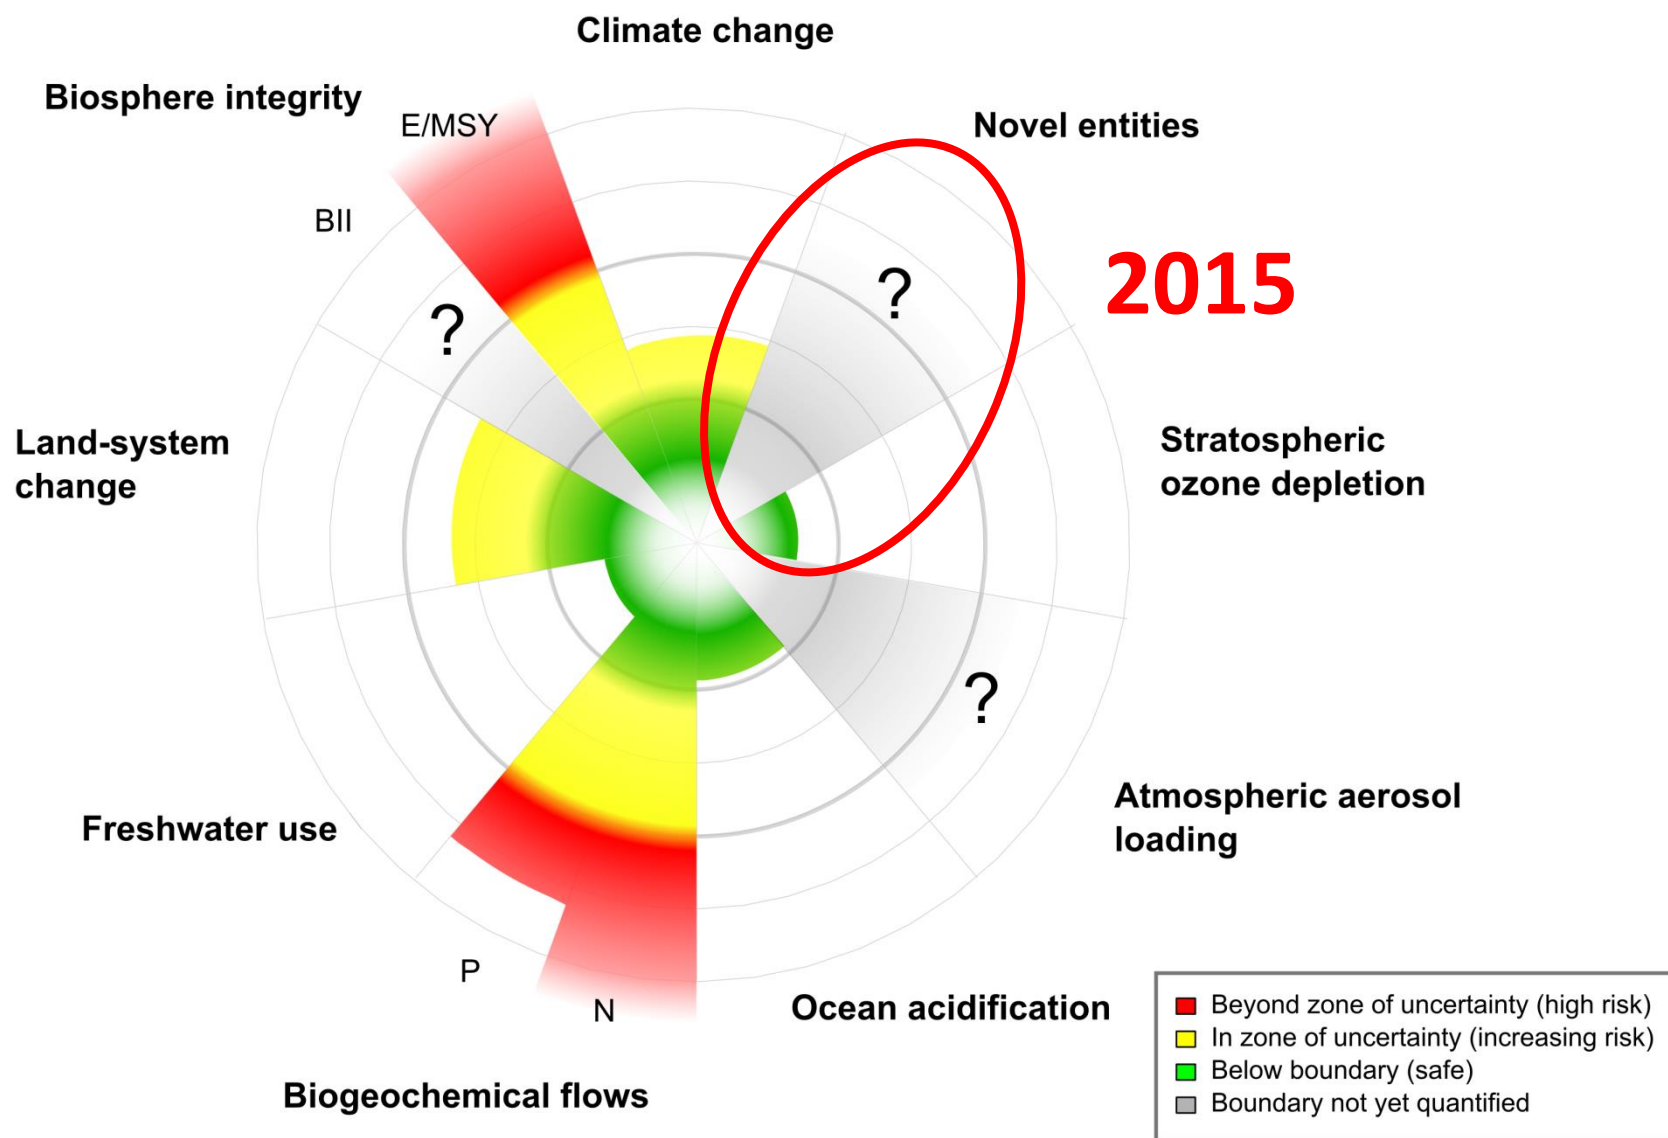 Climate change
Biosphere integrity
E/MSY
Novel entities
BII
?
?
2015
Land-system
change
Stratospheric
ozone depletion
?
Freshwater use
Atmospheric aerosol
loading
P
N
Ocean acidification
Biogeochemical flows
Beyond zone of uncertainty (high risk)
In zone of uncertainty (increasing risk)
Below boundary (safe)
Boundary not yet quantified